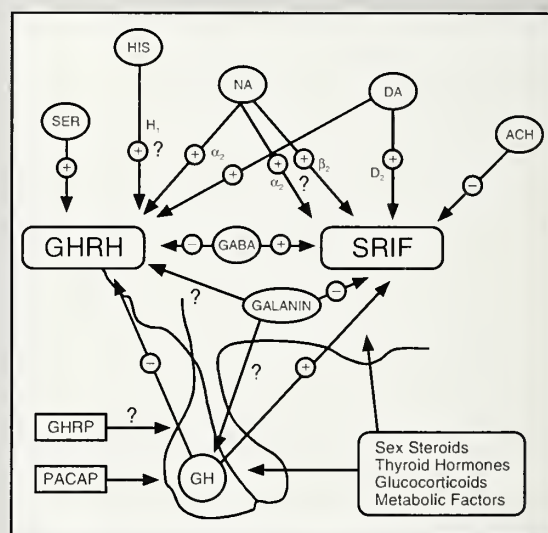 HIS
NA
DA
SER
ACH
H₁
+
+ ?
α₂
+
+
+
+
β₂
?
α₂
+
D₂
−
GHRH
− GABA +
SRIF
?
GALANIN
−
−
?
+
GHRP
?
PACAP
GH
Sex Steroids
Thyroid Hormones
Glucocorticoids
Metabolic Factors